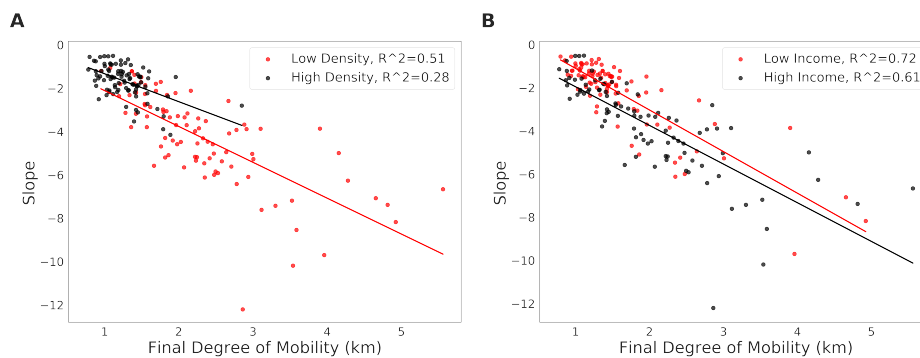 A
B
0
−2
−4
−6
−8
−10
−12
Slope
1
2
3
4
5
Final Degree of Mobility (km)
Low Density, R^2=0.51
High Density, R^2=0.28
0
−2
−4
−6
−8
−10
−12
Slope
1
2
3
4
5
Final Degree of Mobility (km)
Low Income, R^2=0.72
High Income, R^2=0.61